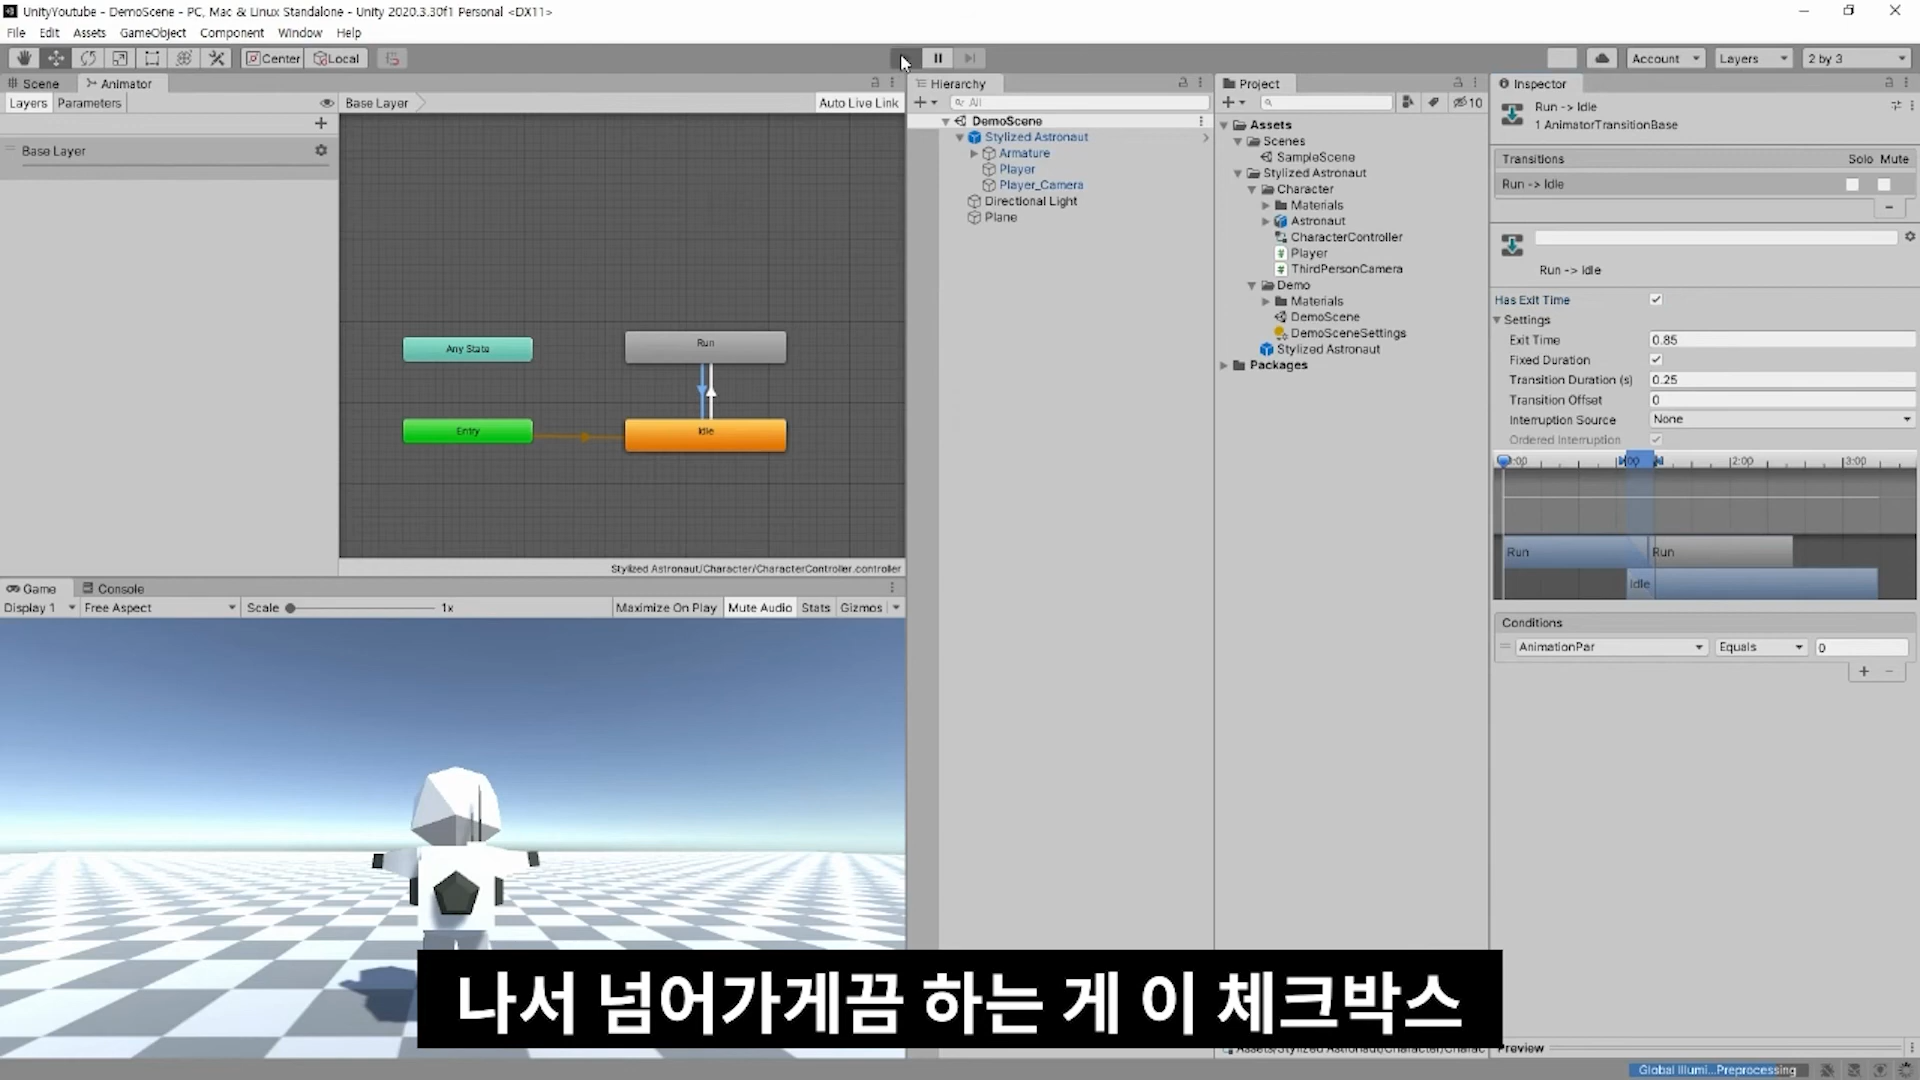 UnityYoutube - DemoScene - PC, Mac & Linux Standalone - Unity 2020.3.30f1 Personal <DX11>
File Edit Assets GameObject Component Window Help
Center Local
Account Layers 2 by 3
Scene Animator
Layers Parameters
Base Layer
Auto Live Link
Base Layer
Any State
Run
Entry
Idle
Stylized Astronaut/Character/CharacterController.controller
Game Console
Display 1 Free Aspect Scale 1x Maximize On Play Mute Audio Stats Gizmos
Hierarchy
All
DemoScene
Stylized Astronaut
Armature
Player
Player_Camera
Directional Light
Plane
Project
10
Assets
Scenes
SampleScene
Stylized Astronaut
Character
Materials
Astronaut
CharacterController
Player
ThirdPersonCamera
Demo
Materials
DemoScene
DemoSceneSettings
Stylized Astronaut
Packages
Inspector
Run -> Idle
1 AnimatorTransitionBase
Transitions Solo Mute
Run -> Idle
Run -> Idle
Has Exit Time
Settings
Exit Time 0.85
Fixed Duration
Transition Duration (s) 0.25
Transition Offset 0
Interruption Source None
Ordered Interruption
2:00 3:00
Run Run
Idle
Conditions
AnimationPar Equals 0
나서 넘어가게끔 하는 게 이 체크박스
Preview
Global Illumi...Preprocessing